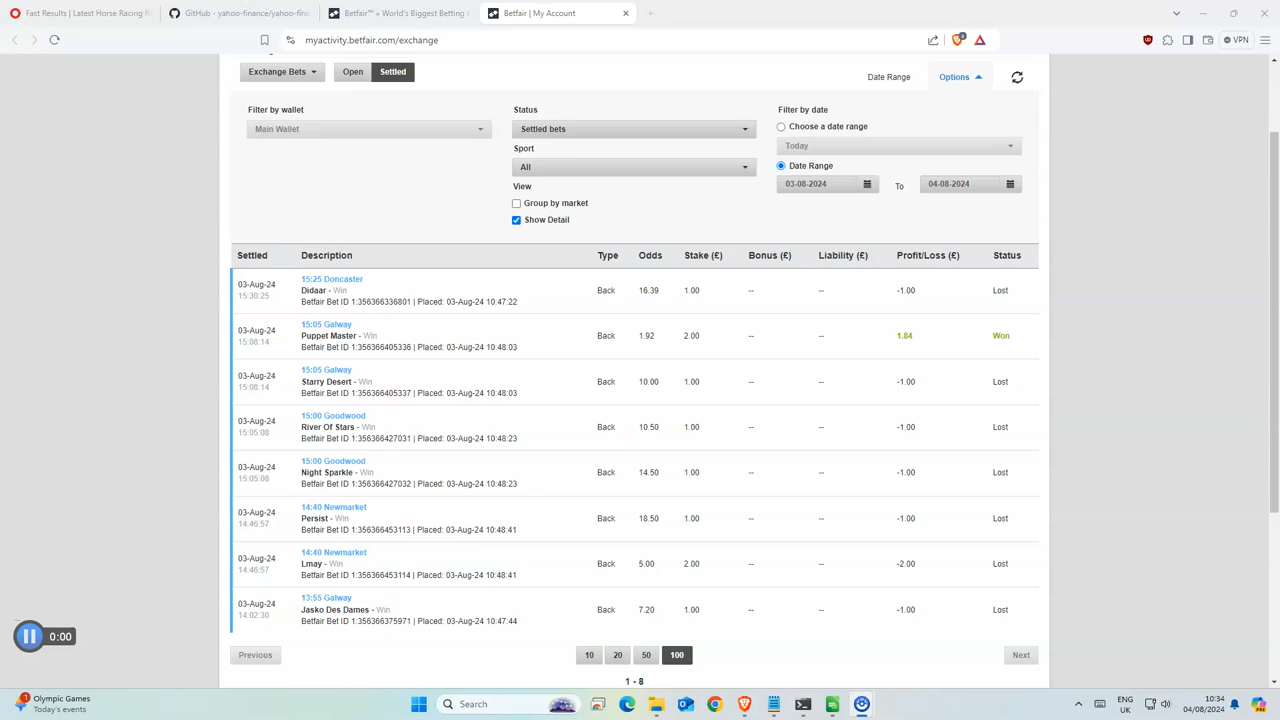 Fast Results | Latest Horse Racing R
GitHub - yahoo-finance/yahoo-fina
Betfair™ » World's Biggest Betting
Betfair | My Account
myactivity.betfair.com/exchange
VPN
Exchange Bets
Open
Settled
Date Range
Options
Filter by wallet
Main Wallet
Status
Settled bets
Sport
All
View
Group by market
Show Detail
Filter by date
Choose a date range
Today
Date Range
03-08-2024
To
04-08-2024
Settled Description Type Odds Stake (£) Bonus (£) Liability (£) Profit/Loss (£) Status
15:25 Doncaster
03-Aug-24 Didaar - Win Back 16.39 1.00 -- -- -1.00 Lost
15:30:25 Betfair Bet ID 1:356366336801 | Placed: 03-Aug-24 10:47:22
15:05 Galway
03-Aug-24 Puppet Master - Win Back 1.92 2.00 -- -- 1.84 Won
15:08:14 Betfair Bet ID 1:356366405336 | Placed: 03-Aug-24 10:48:03
15:05 Galway
03-Aug-24 Starry Desert - Win Back 10.00 1.00 -- -- -1.00 Lost
15:08:14 Betfair Bet ID 1:356366405337 | Placed: 03-Aug-24 10:48:03
15:00 Goodwood
03-Aug-24 River Of Stars - Win Back 10.50 1.00 -- -- -1.00 Lost
15:05:08 Betfair Bet ID 1:356366427031 | Placed: 03-Aug-24 10:48:23
15:00 Goodwood
03-Aug-24 Night Sparkle - Win Back 14.50 1.00 -- -- -1.00 Lost
15:05:08 Betfair Bet ID 1:356366427032 | Placed: 03-Aug-24 10:48:23
14:40 Newmarket
03-Aug-24 Persist - Win Back 18.50 1.00 -- -- -1.00 Lost
14:46:57 Betfair Bet ID 1:356366453113 | Placed: 03-Aug-24 10:48:41
14:40 Newmarket
03-Aug-24 Lmay - Win Back 5.00 2.00 -- -- -2.00 Lost
14:46:57 Betfair Bet ID 1:356366453114 | Placed: 03-Aug-24 10:48:41
13:55 Galway
03-Aug-24 Jasko Des Dames - Win Back 7.20 1.00 -- -- -1.00 Lost
14:02:30 Betfair Bet ID 1:356366375971 | Placed: 03-Aug-24 10:47:44
0:00
Previous 10 20 50 100 Next
1 - 8
Olympic Games
Today's events
Search
ENG
UK
10:34
04/08/2024